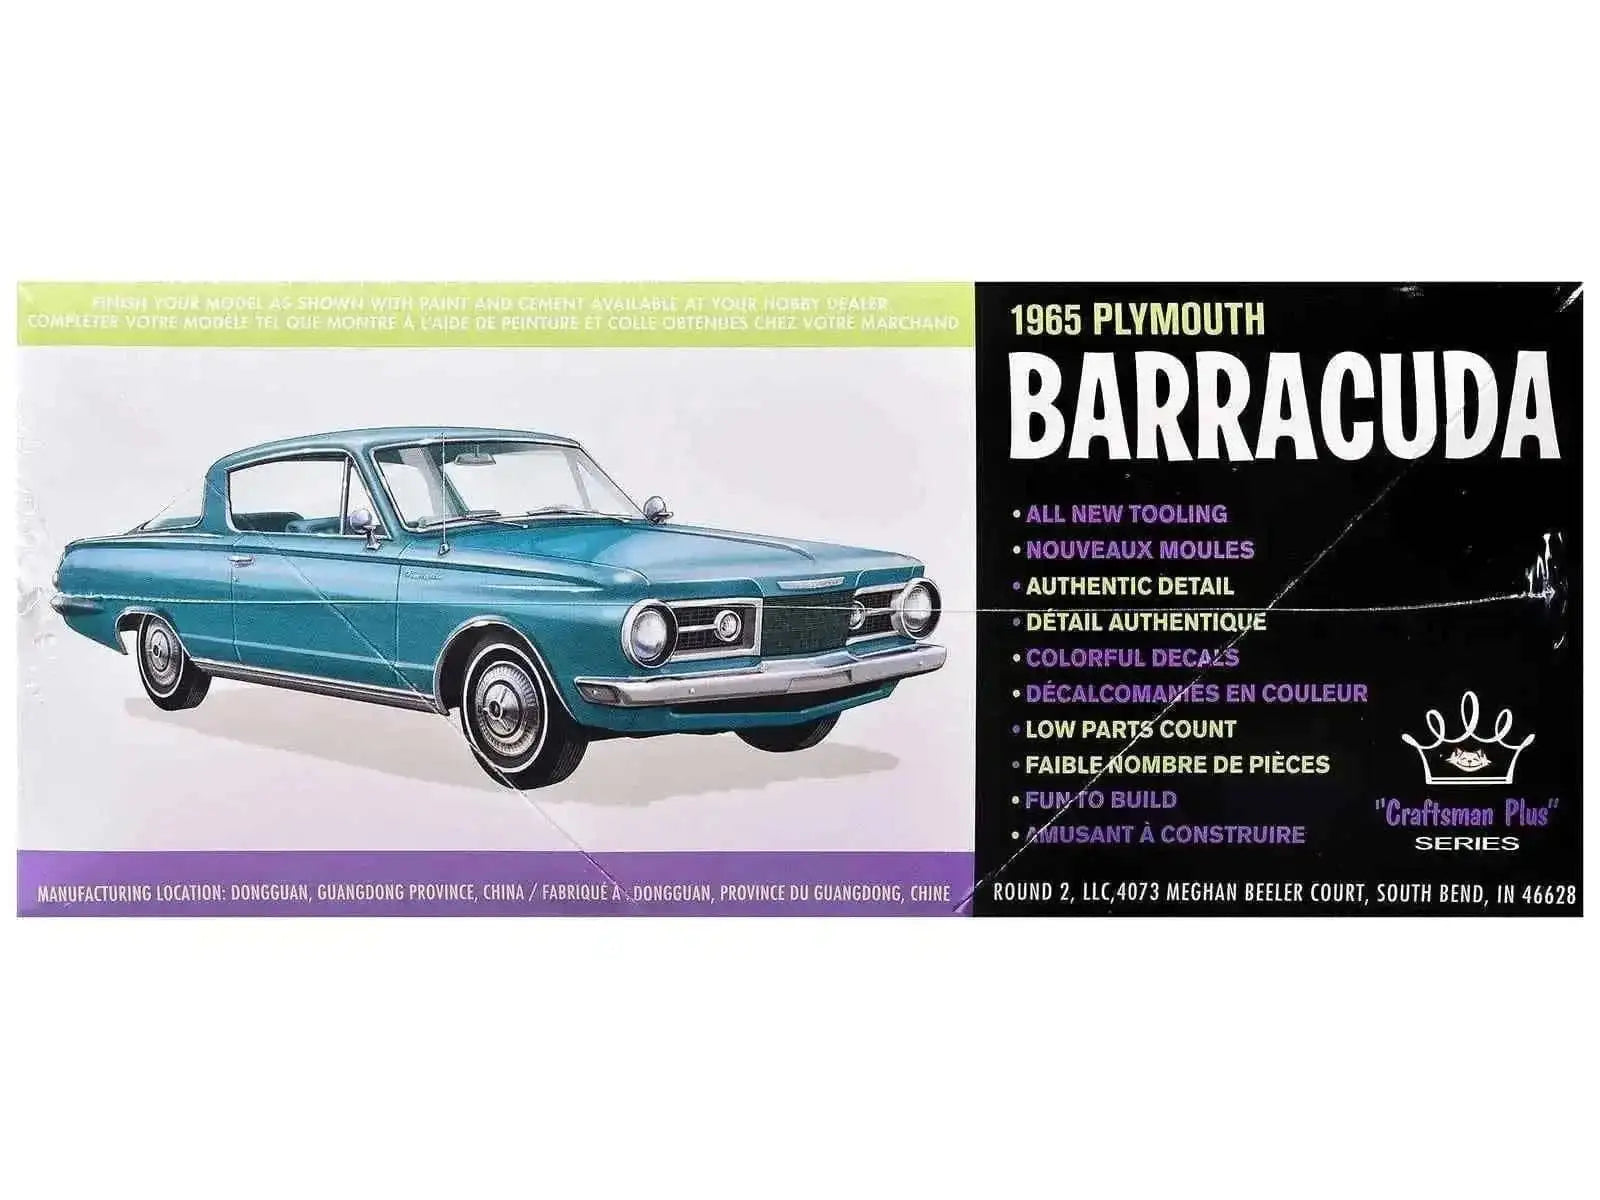 FINISH YOUR MODEL AS SHOWN WITH PAINT AND CEMENT AVAILABLE AT YOUR HOBBY DEALER
COMPLÉTER VOTRE MODÈLE TEL QUE MONTRÉ À L'AIDE DE PEINTURE ET COLLE OBTENUES CHEZ VOTRE MARCHAND
1965 PLYMOUTH
BARRACUDA
• ALL NEW TOOLING
• NOUVEAUX MOULES
• AUTHENTIC DETAIL
• DÉTAIL AUTHENTIQUE
• COLORFUL DECALS
• DÉCALCOMANIES EN COULEUR
• LOW PARTS COUNT
• FAIBLE NOMBRE DE PIÈCES
• FUN TO BUILD
• AMUSANT À CONSTRUIRE
"Craftsman Plus"
SERIES
MANUFACTURING LOCATION: DONGGUAN, GUANGDONG PROVINCE, CHINA / FABRIQUÉ À : DONGGUAN, PROVINCE DU GUANGDONG, CHINE
ROUND 2, LLC,4073 MEGHAN BEELER COURT, SOUTH BEND, IN 46628